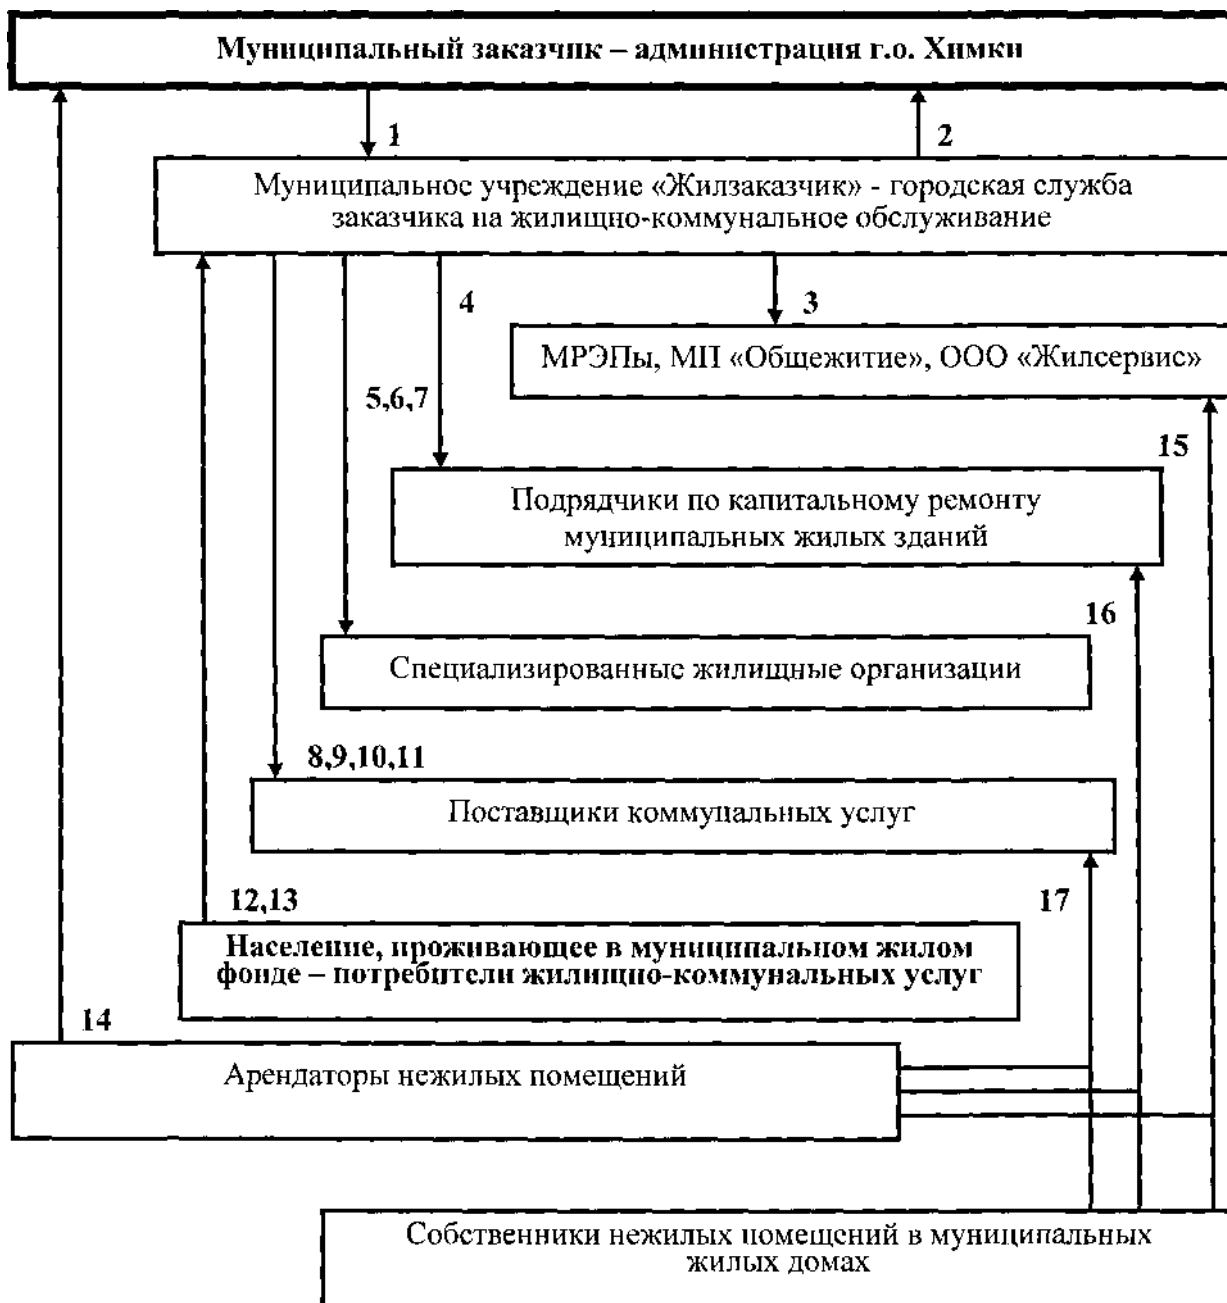 Муниципальный заказчик – администрация г.о. Химки
1
2
Муниципальное учреждение «Жилзаказчик» - городская служба
заказчика на жилищно-коммунальное обслуживание
4
3
МРЭПы, МП «Общежитие», ООО «Жилсервис»
5,6,7
15
Подрядчики по капитальному ремонту
муниципальных жилых зданий
16
Специализированные жилищные организации
8,9,10,11
Поставщики коммунальных услуг
12,13
17
Население, проживающее в муниципальном жилом
фонде – потребители жилищно-коммунальных услуг
14
Арендаторы нежилых помещений
Собственники нежилых помещений в муниципальных
жилых домах